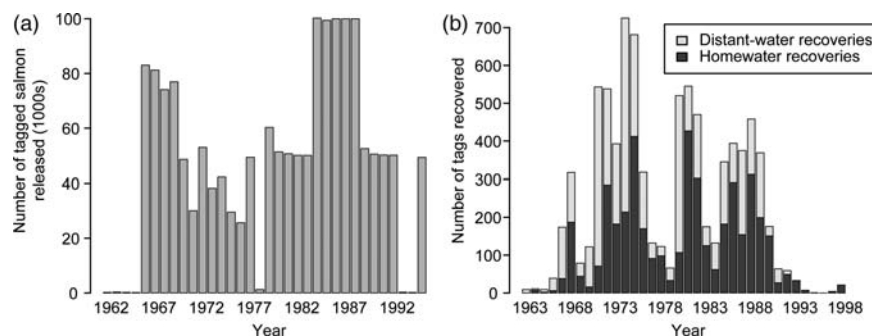 (a)
Number of tagged salmon
released (1000s)
100
80
60
40
20
0
1962 1967 1972 1977 1982 1987 1992
Year
(b)
Number of tags recovered
700
600
500
400
300
200
100
0
Distant-water recoveries
Homewater recoveries
1963 1968 1973 1978 1983 1988 1993 1998
Year